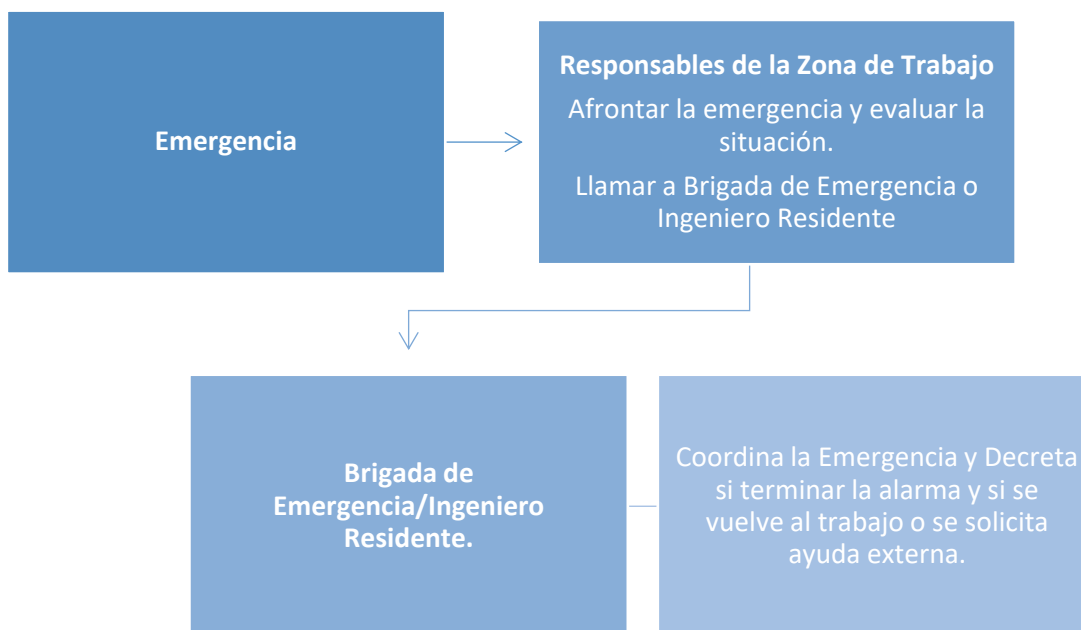 Emergencia
Responsables de la Zona de Trabajo
Afrontar la emergencia y evaluar la
situación.
Llamar a Brigada de Emergencia o
Ingeniero Residente
Brigada de
Emergencia/Ingeniero
Residente.
Coordina la Emergencia y Decreta
si terminar la alarma y si se
vuelve al trabajo o se solicita
ayuda externa.